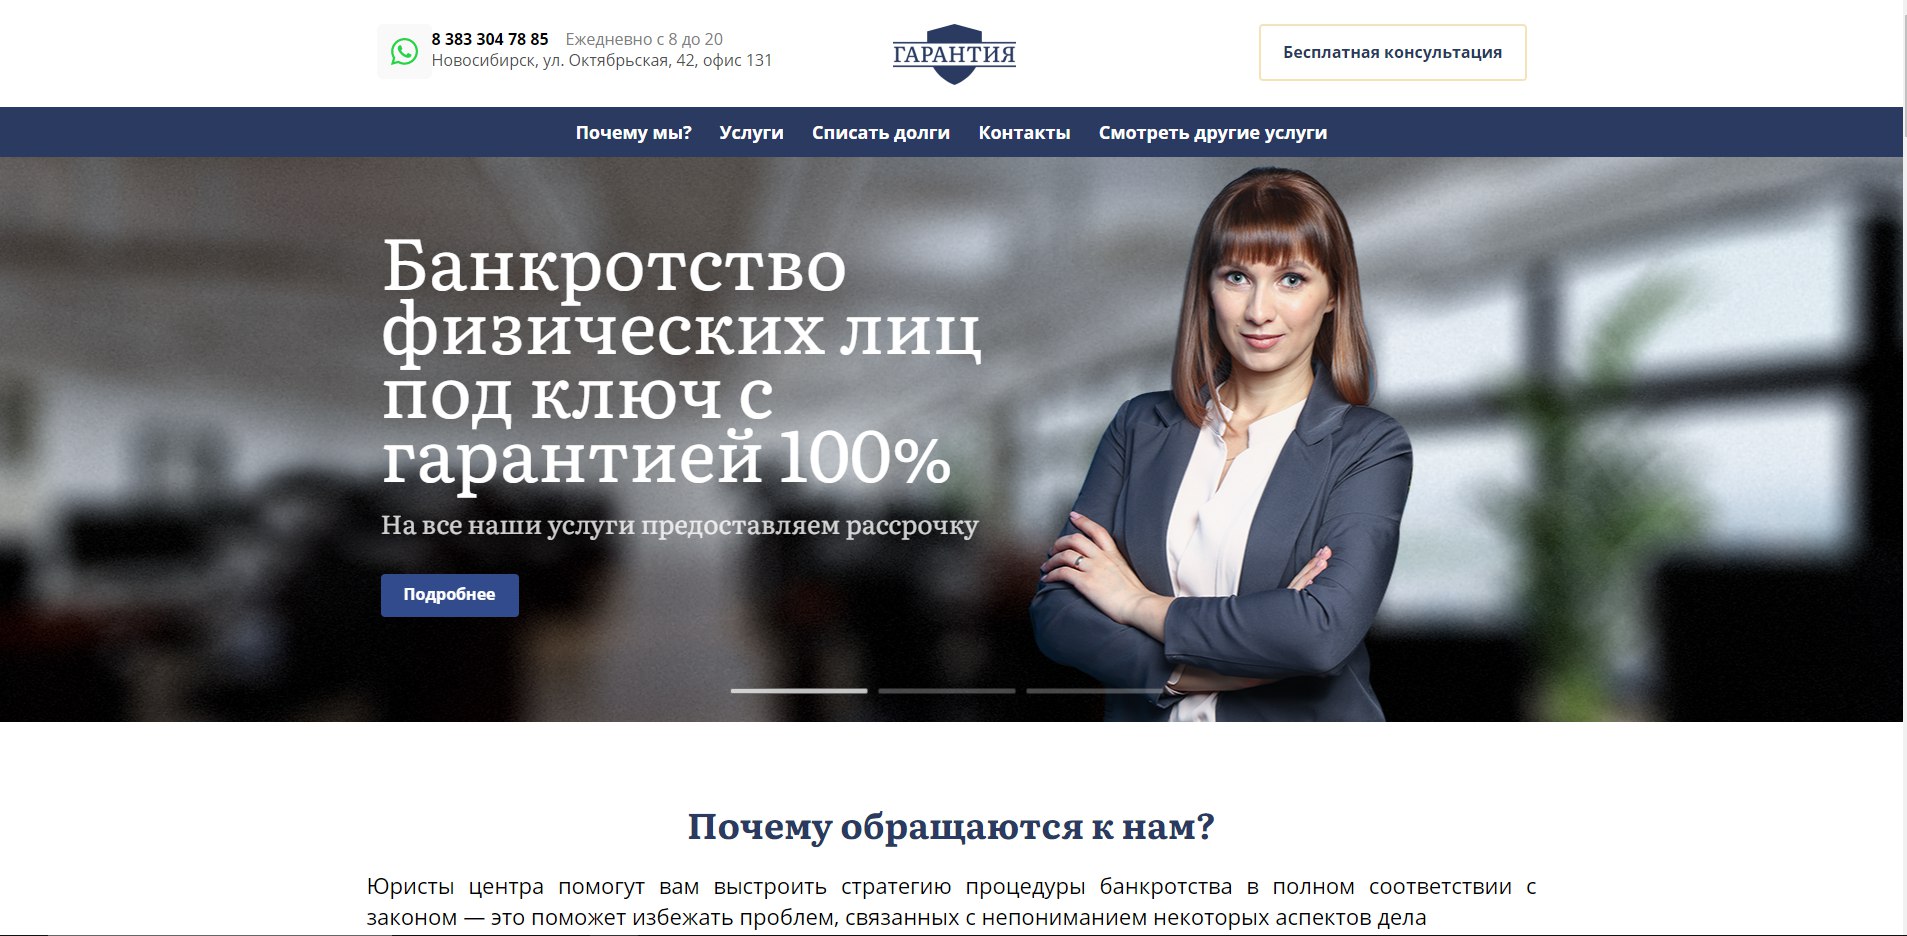 8 383 304 78 85 Ежедневно с 8 до 20
Новосибирск, ул. Октябрьская, 42, офис 131
ГАРАНТИЯ
Бесплатная консультация
Почему мы? Услуги Списать долги Контакты Смотреть другие услуги
Банкротство
физических лиц
под ключ с
гарантией 100%
На все наши услуги предоставляем рассрочку
Подробнее
Почему обращаются к нам?
Юристы центра помогут вам выстроить стратегию процедуры банкротства в полном соответствии с
законом — это поможет избежать проблем, связанных с непониманием некоторых аспектов дела